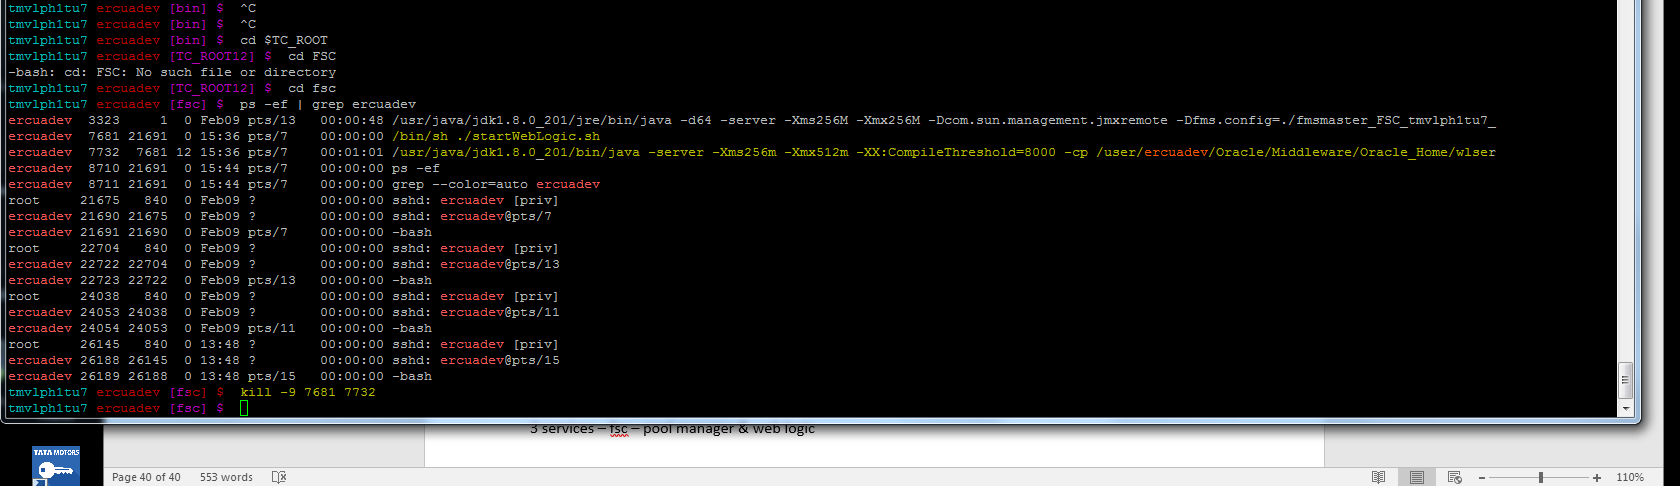 tmvlph1tu7 ercuadev [bin] $  ^C
tmvlph1tu7 ercuadev [bin] $  ^C
tmvlph1tu7 ercuadev [bin] $  cd $TC_ROOT
tmvlph1tu7 ercuadev [TC_ROOT12] $  cd FSC
-bash: cd: FSC: No such file or directory
tmvlph1tu7 ercuadev [TC_ROOT12] $  cd fsc
tmvlph1tu7 ercuadev [fsc] $  ps -ef | grep ercuadev
ercuadev  3323     1  0 Feb09 pts/13   00:00:48 /usr/java/jdk1.8.0_201/jre/bin/java -d64 -server -Xms256M -Xmx256M -Dcom.sun.management.jmxremote -Dfms.config=./fmsmaster_FSC_tmvlph1tu7_
ercuadev  7681 21691  0 15:36 pts/7    00:00:00 /bin/sh ./startWebLogic.sh
ercuadev  7732  7681 12 15:36 pts/7    00:01:01 /usr/java/jdk1.8.0_201/bin/java -server -Xms256m -Xmx512m -XX:CompileThreshold=8000 -cp /user/ercuadev/Oracle/Middleware/Oracle_Home/wlser
ercuadev  8710 21691  0 15:44 pts/7    00:00:00 ps -ef
ercuadev  8711 21691  0 15:44 pts/7    00:00:00 grep --color=auto ercuadev
root     21675   840  0 Feb09 ?        00:00:00 sshd: ercuadev [priv]
ercuadev 21690 21675  0 Feb09 ?        00:00:00 sshd: ercuadev@pts/7
ercuadev 21691 21690  0 Feb09 pts/7    00:00:00 -bash
root     22704   840  0 Feb09 ?        00:00:00 sshd: ercuadev [priv]
ercuadev 22722 22704  0 Feb09 ?        00:00:00 sshd: ercuadev@pts/13
ercuadev 22723 22722  0 Feb09 pts/13   00:00:00 -bash
root     24038   840  0 Feb09 ?        00:00:00 sshd: ercuadev [priv]
ercuadev 24053 24038  0 Feb09 ?        00:00:00 sshd: ercuadev@pts/11
ercuadev 24054 24053  0 Feb09 pts/11   00:00:00 -bash
root     26145   840  0 13:48 ?        00:00:00 sshd: ercuadev [priv]
ercuadev 26188 26145  0 13:48 ?        00:00:00 sshd: ercuadev@pts/15
ercuadev 26189 26188  0 13:48 pts/15   00:00:00 -bash
tmvlph1tu7 ercuadev [fsc] $  kill -9 7681 7732
tmvlph1tu7 ercuadev [fsc] $
3 services – fsc – pool manager & web logic
TATA MOTORS
Page 40 of 40  553 words  110%